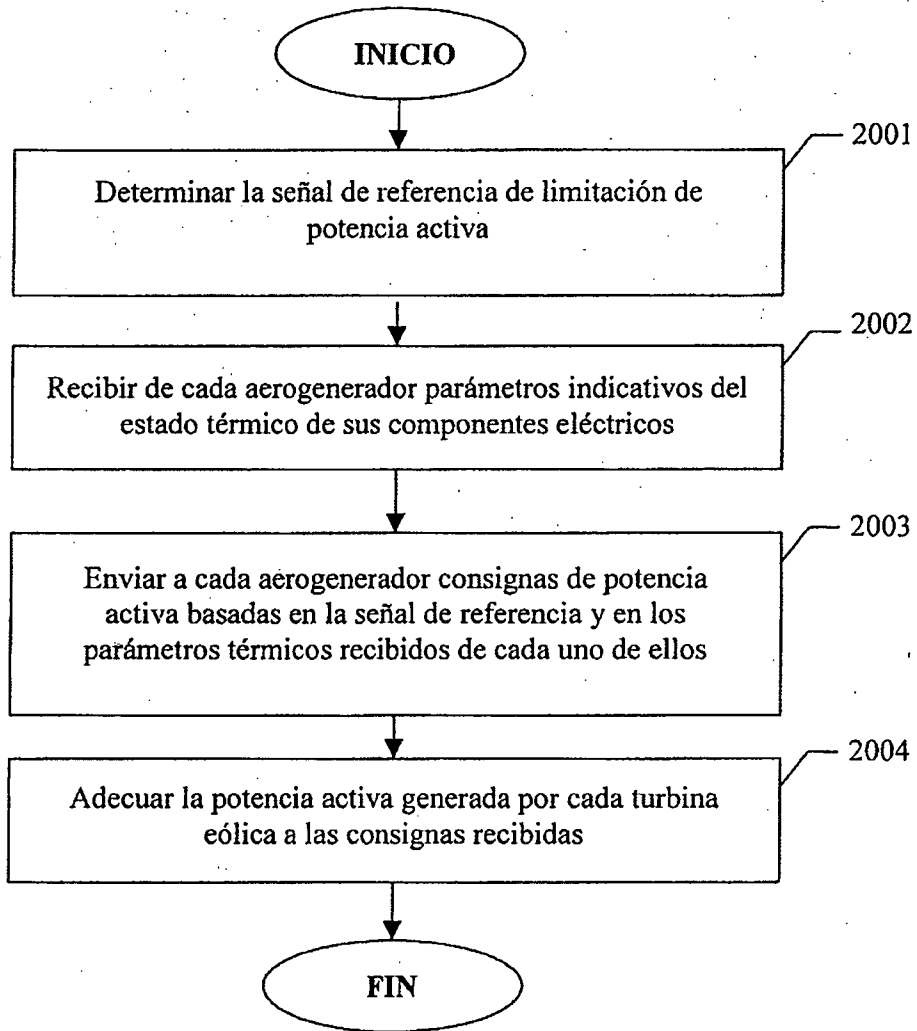 INICIO
2001
Determinar la señal de referencia de limitación de
potencia activa
2002
Recibir de cada aerogenerador parámetros indicativos del
estado térmico de sus componentes eléctricos
2003
Enviar a cada aerogenerador consignas de potencia
activa basadas en la señal de referencia y en los
parámetros térmicos recibidos de cada uno de ellos
2004
Adecuar la potencia activa generada por cada turbina
eólica a las consignas recibidas
FIN